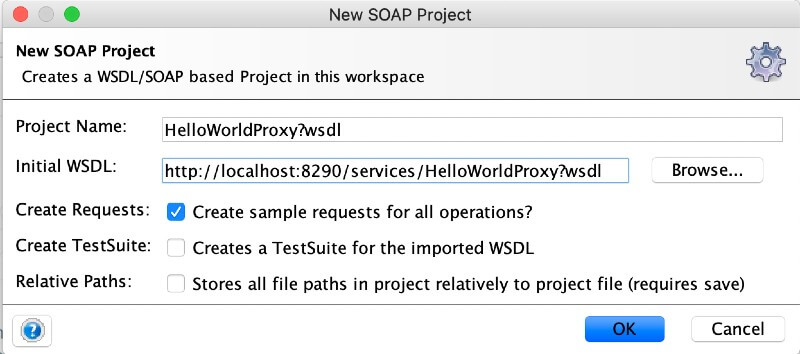 New SOAP Project
New SOAP Project
Creates a WSDL/SOAP based Project in this workspace
Project Name: HelloWorldProxy?wsdl
Initial WSDL: http://localhost:8290/services/HelloWorldProxy?wsdl Browse...
Create Requests: Create sample requests for all operations?
Create TestSuite: Creates a TestSuite for the imported WSDL
Relative Paths: Stores all file paths in project relatively to project file (requires save)
? OK Cancel